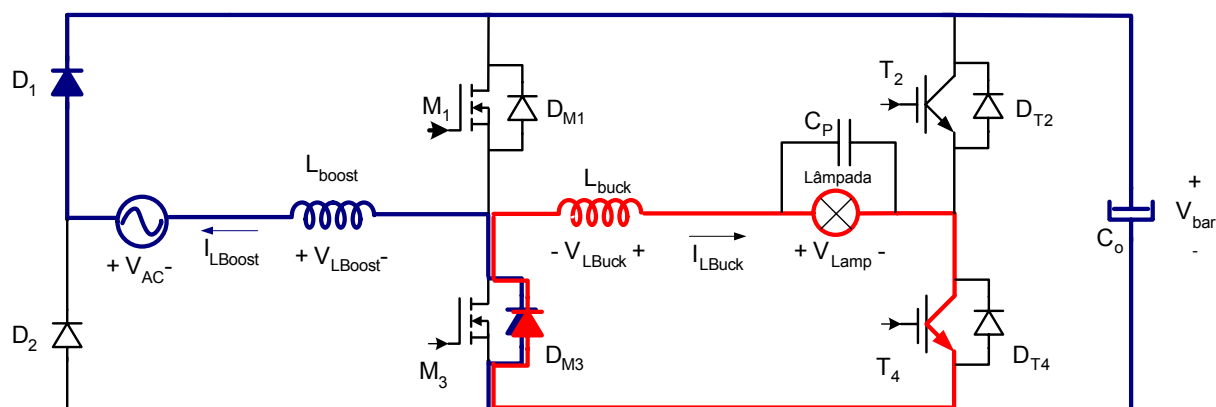 D1
M1
DM1
T2
DT2
CP
Lâmpada
Lboost
Lbuck
+
Vbar
-
Co
+ VAC -
ILBoost
+ VLBoost -
- VLBuck +
ILBuck
+ VLamp -
D2
M3
DM3
T4
DT4